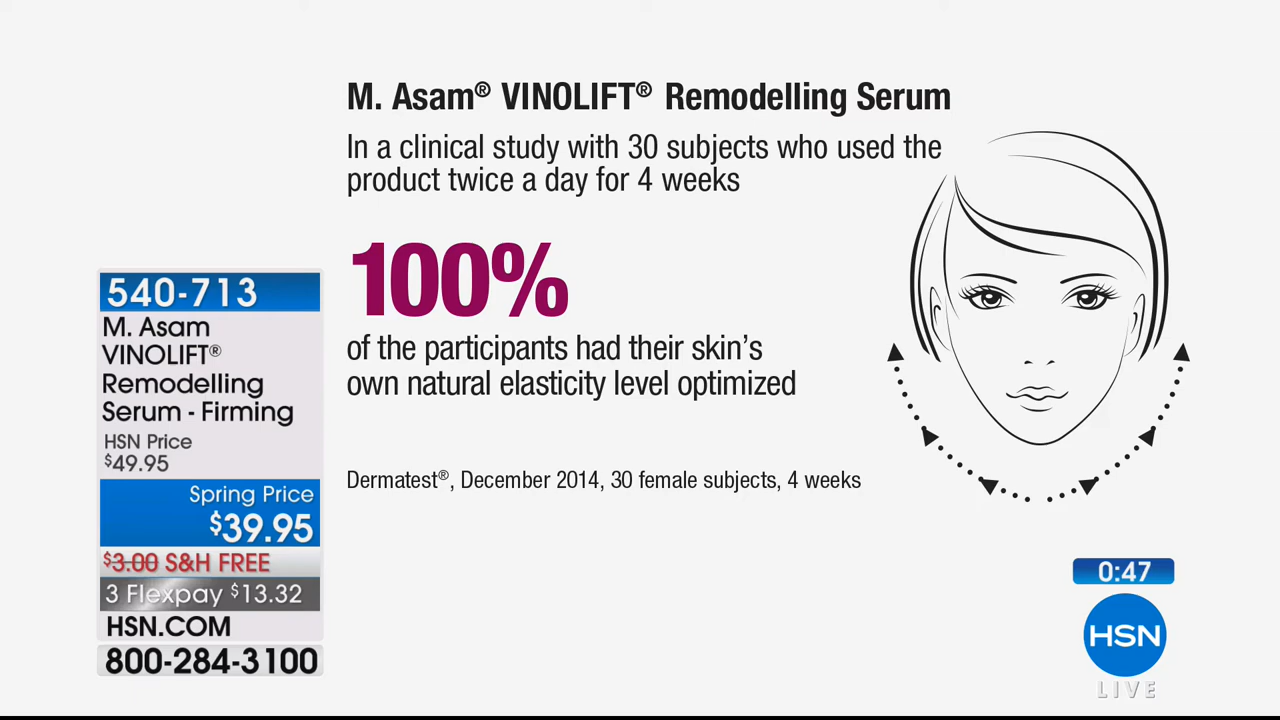 M. Asam® VINOLIFT® Remodelling Serum
In a clinical study with 30 subjects who used the
product twice a day for 4 weeks
100%
of the participants had their skin's
own natural elasticity level optimized
Dermatest®, December 2014, 30 female subjects, 4 weeks
540-713
M. Asam
VINOLIFT®
Remodelling
Serum - Firming
HSN Price
$49.95
Spring Price
$39.95
$3.00 S&H FREE
3 Flexpay $13.32
HSN.COM
800-284-3100
0:47
HSN
LIVE